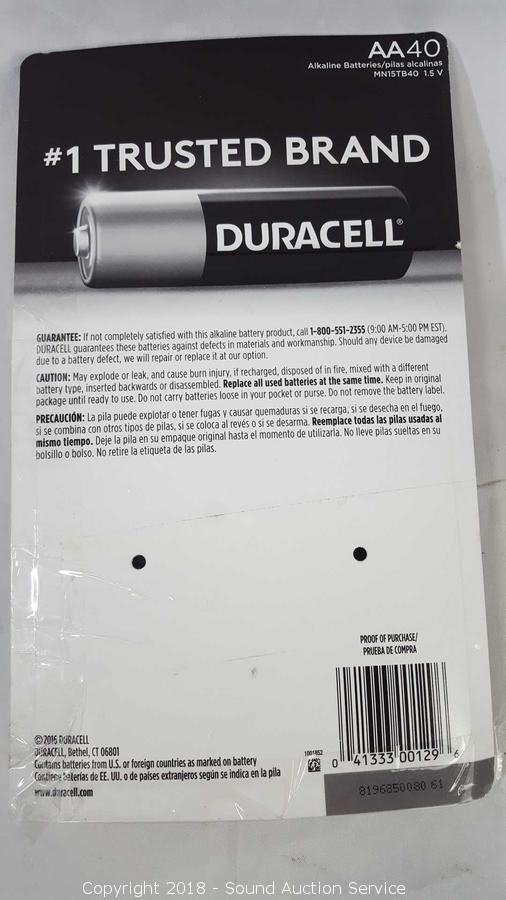 AA40
Alkaline Batteries/pilas alcalinas
MN15TB40 1.5 V
#1 TRUSTED BRAND
DURACELL®
GUARANTEE: If not completely satisfied with this alkaline battery product, call 1-800-551-2355 (9:00 AM-5:00 PM EST).
DURACELL guarantees these batteries against defects in materials and workmanship. Should any device be damaged
due to a battery defect, we will repair or replace it at our option.
CAUTION: May explode or leak, and cause burn injury, if recharged, disposed of in fire, mixed with a different
battery type, inserted backwards or disassembled. Replace all used batteries at the same time. Keep in original
package until ready to use. Do not carry batteries loose in your pocket or purse. Do not remove the battery label.
PRECAUCIÓN: La pila puede explotar o tener fugas y causar quemaduras si se recarga, si se desecha en el fuego,
si se combina con otros tipos de pilas, si se coloca al revés o si se desarma. Reemplace todas las pilas usadas al
mismo tiempo. Deje la pila en su empaque original hasta el momento de utilizarla. No lleve pilas sueltas en su
bolsillo o bolso. No retire la etiqueta de las pilas.
PROOF OF PURCHASE/
PRUEBA DE COMPRA
© 2016 DURACELL
DURACELL, Bethel, CT 06801
Contains batteries from U.S. or foreign countries as marked on battery
Contiene baterías de EE. UU. o de países extranjeros según se indica en la pila
www.duracell.com
1001852
0 41333 00129 6
8196850080 61
Copyright 2018 - Sound Auction Service